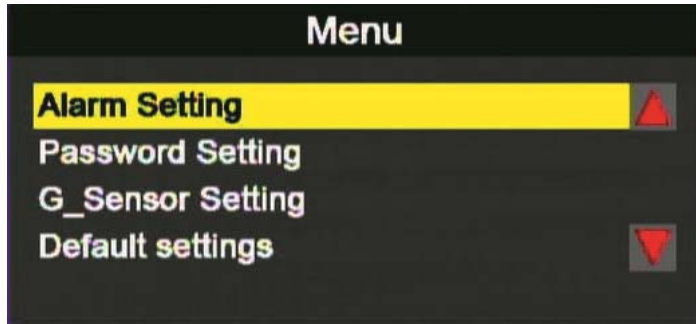 Menu
Alarm Setting
Password Setting
G_Sensor Setting
Default settings